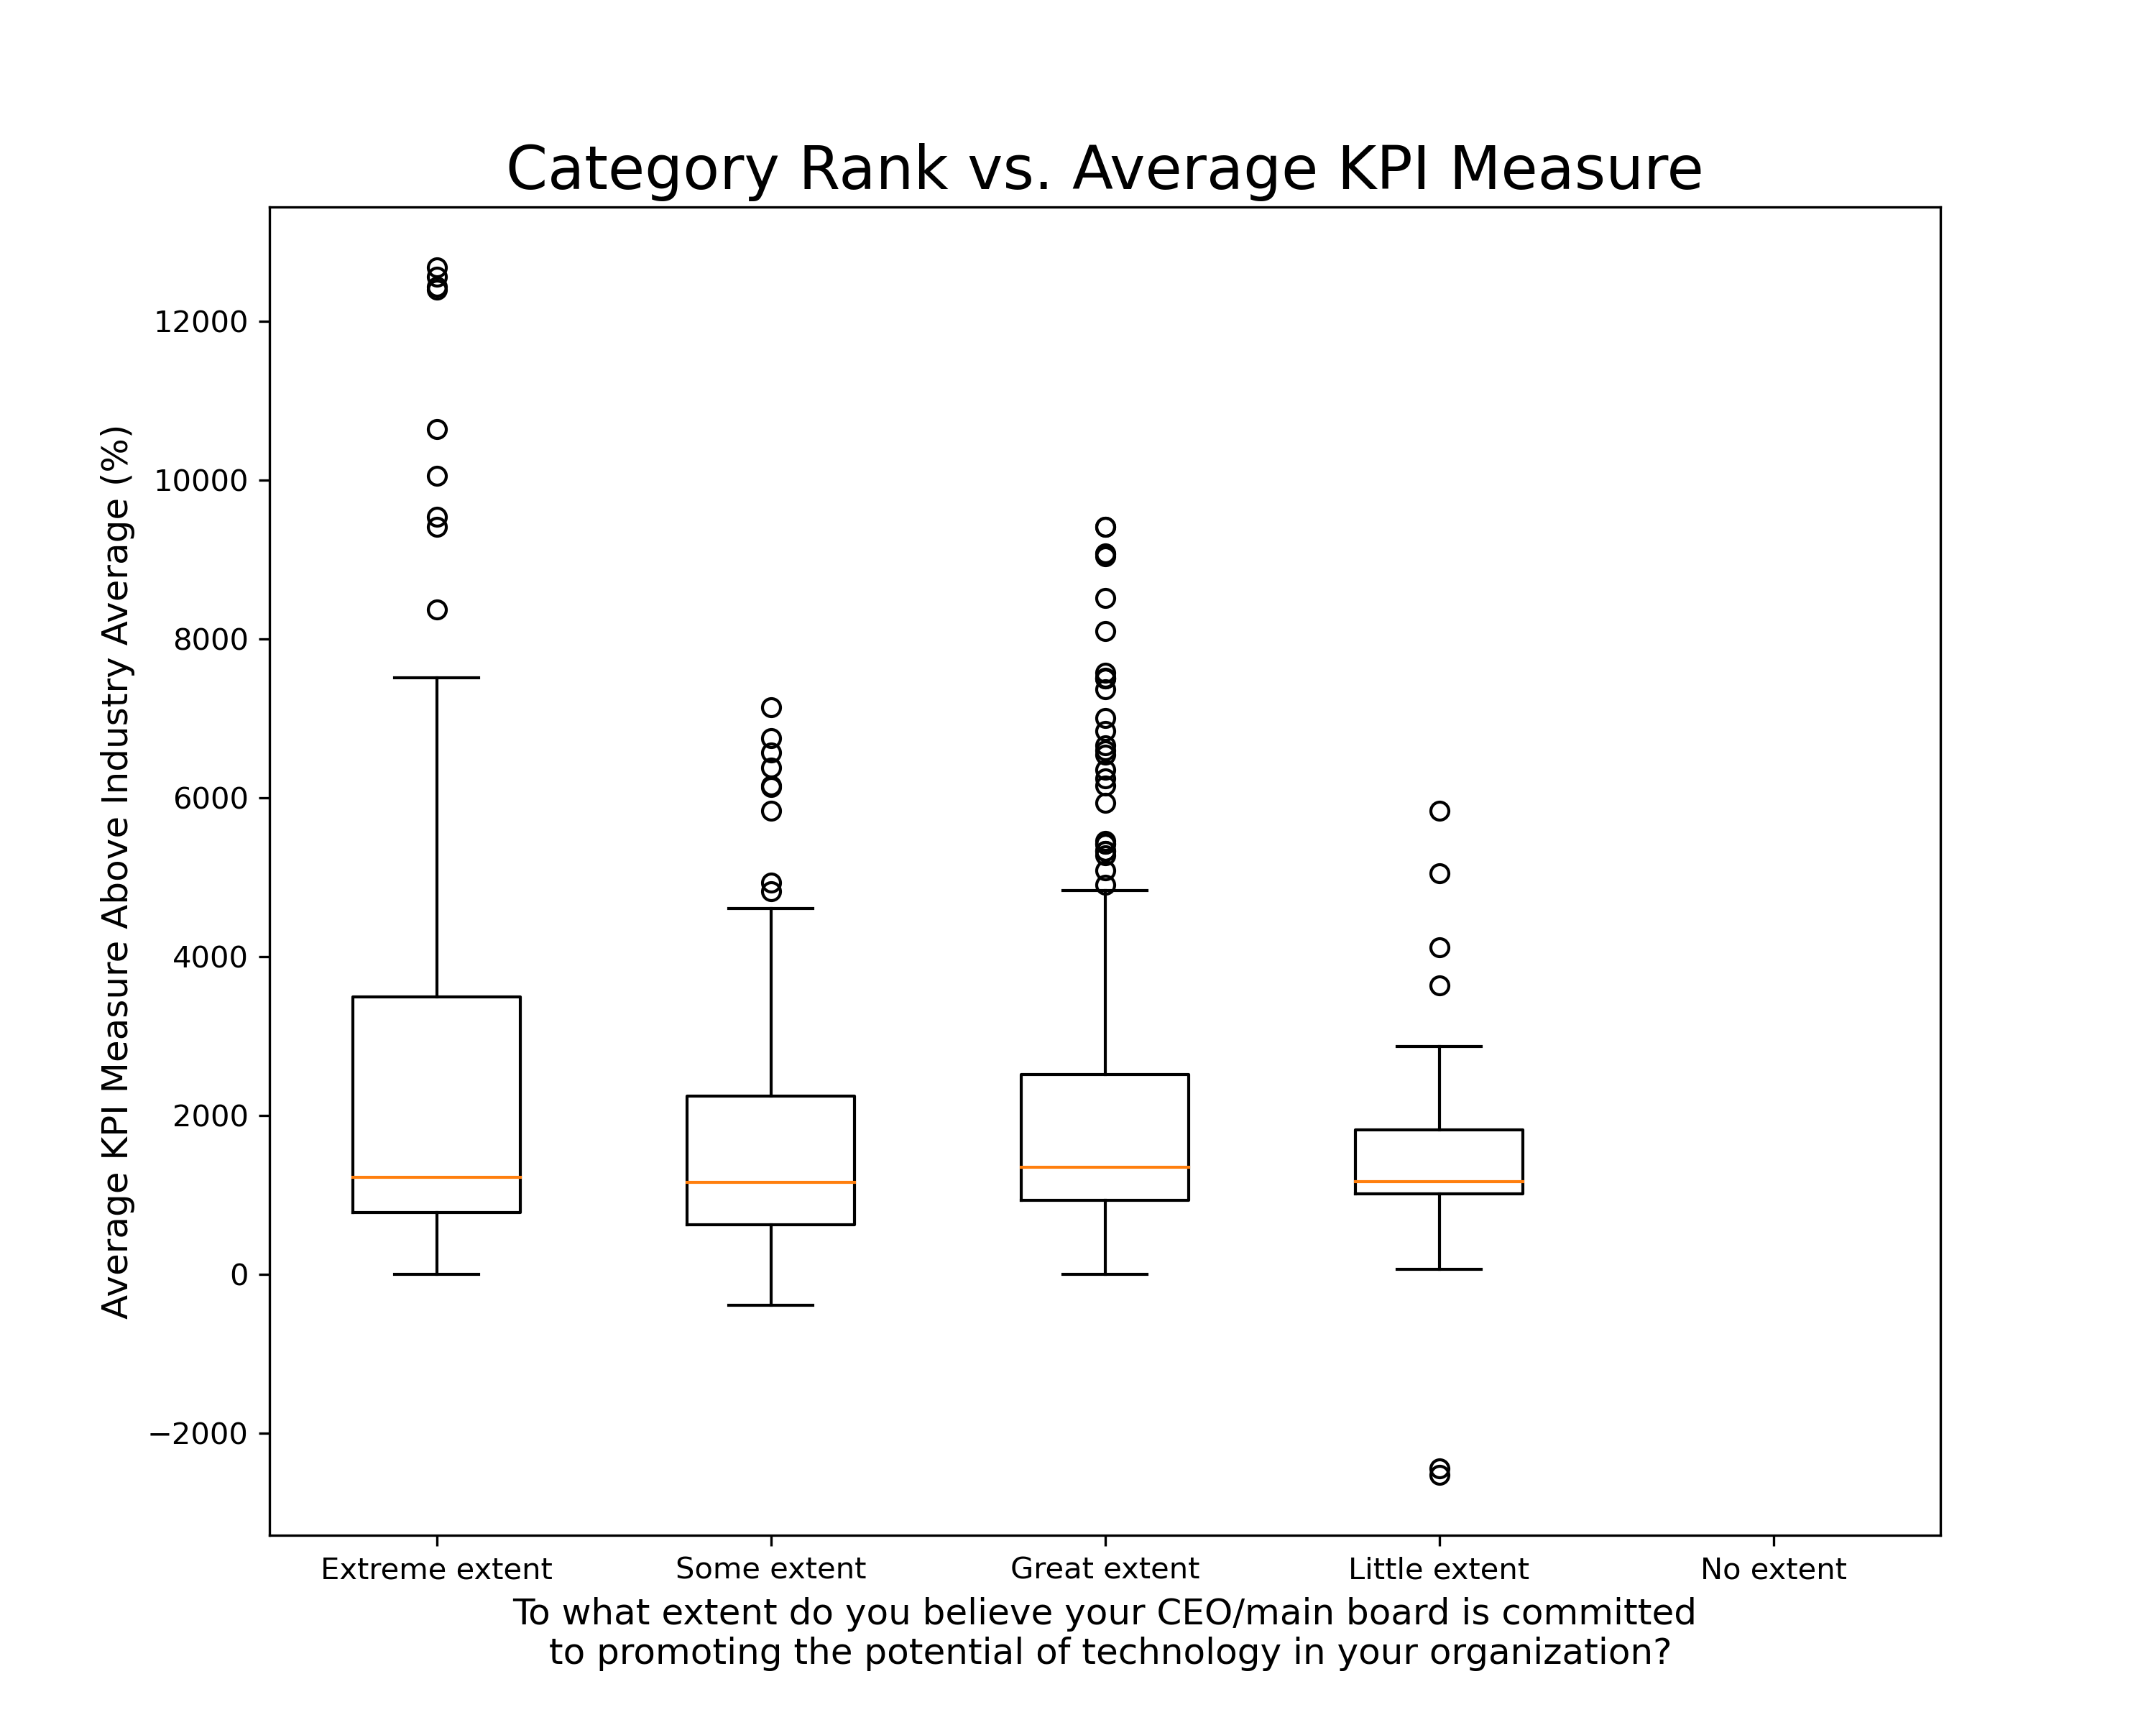 Category Rank vs. Average KPI Measure
Average KPI Measure Above Industry Average (%)
12000
10000
8000
6000
4000
2000
0
−2000
Extreme extent
Some extent
Great extent
Little extent
No extent
To what extent do you believe your CEO/main board is committed
to promoting the potential of technology in your organization?